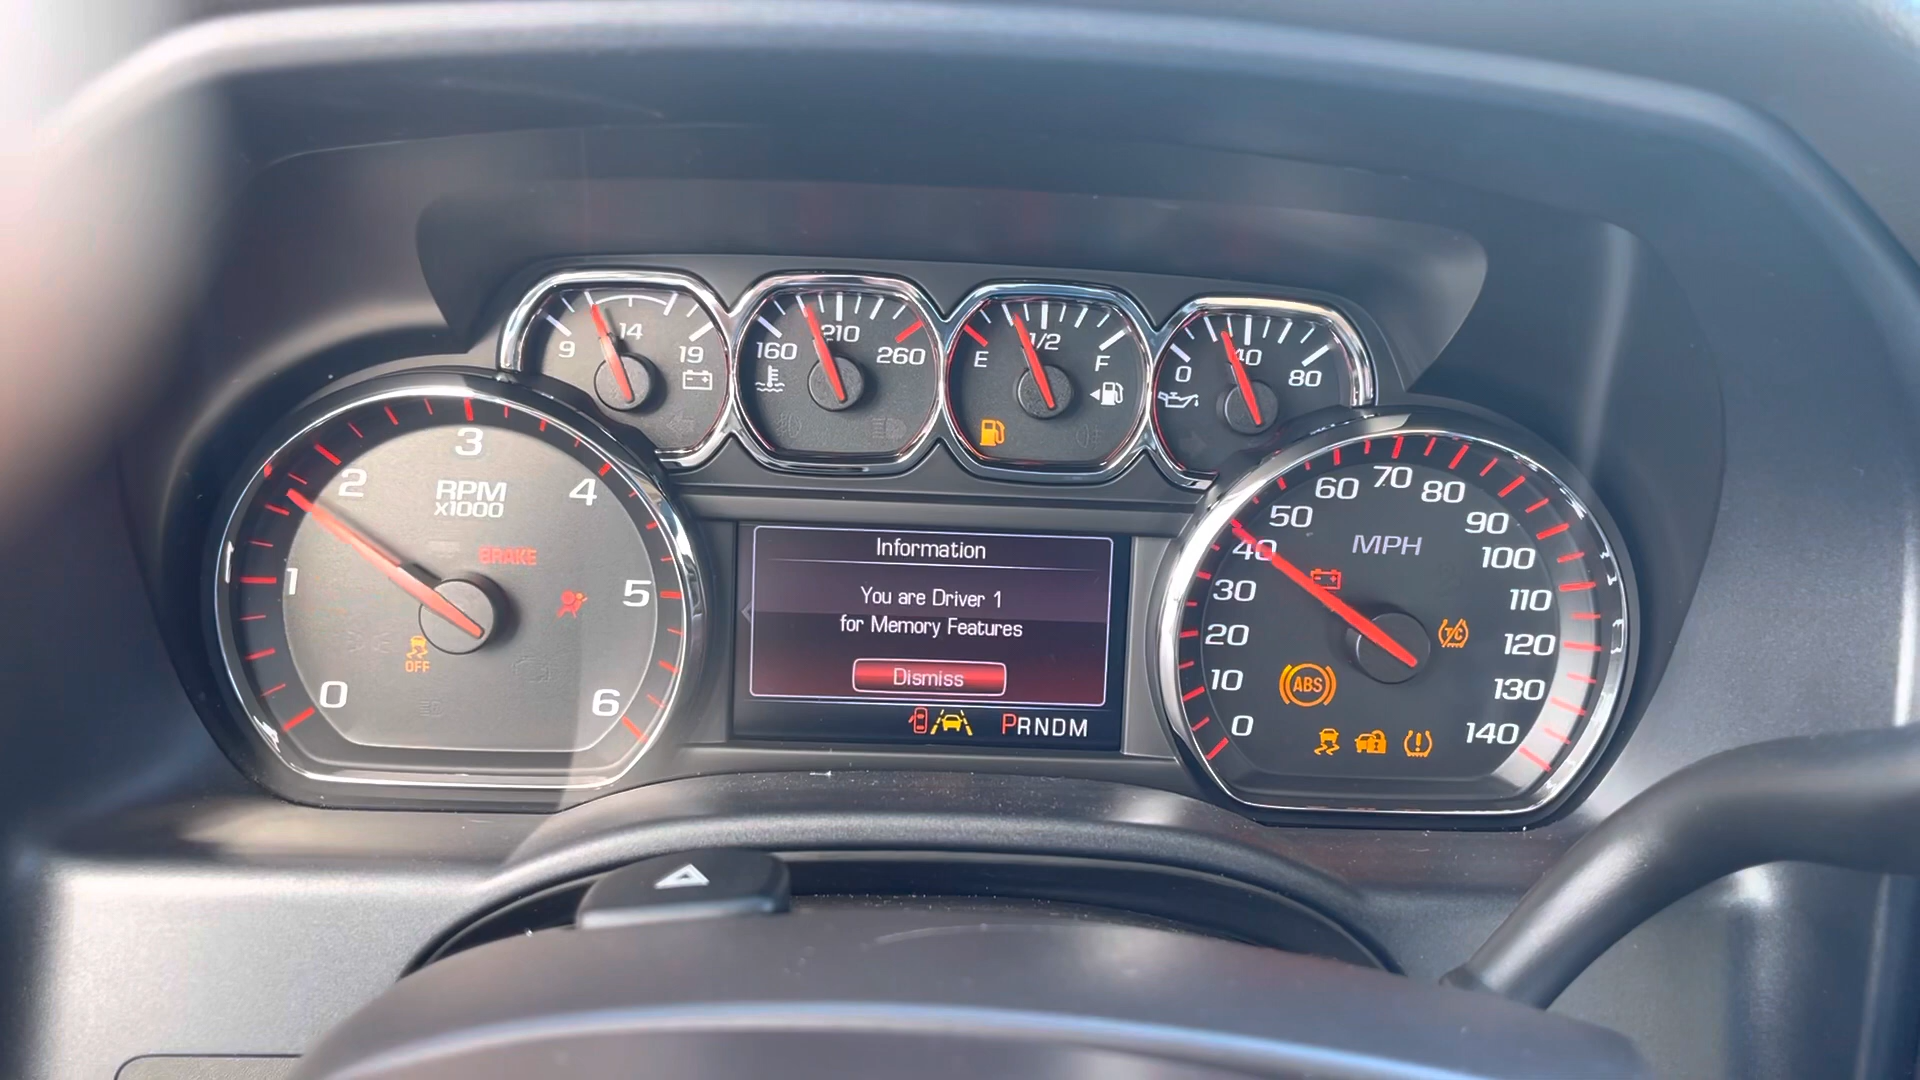 9 14 19
160 210 260
E 1/2 F
0 40 80
0 1 2 3 4 5 6
RPM
x1000
BRAKE
OFF
Information
You are Driver 1
for Memory Features
Dismiss
PRNDM
0 10 20 30 40 50 60 70 80 90 100 110 120 130 140
MPH
T/C
ABS